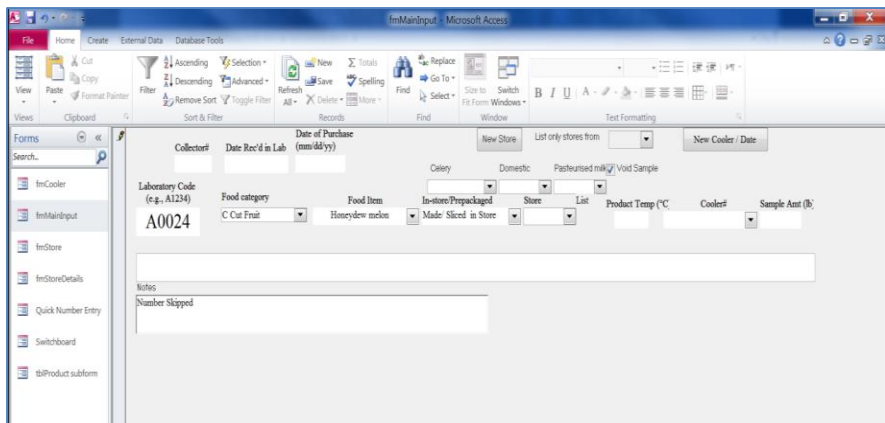 fmMainInput - Microsoft Access
File Home Create External Data Database Tools
View
Views
Paste
Cut
Copy
Format Painter
Clipboard
Filter
Ascending
Descending
Remove Sort
Selection
Advanced
Toggle Filter
Sort & Filter
Refresh
All
New
Save
Delete
Totals
Spelling
More
Records
Find
Replace
Go To
Select
Find
Size to
Fit Form
Switch
Windows
Window
B I U A
Text Formatting
Forms
Search..
fmCooler
fmMainInput
fmStore
fmStoreDetails
Quick Number Entry
Switchboard
tblProduct subform
Collector#
Date Rec'd in Lab
Date of Purchase
(mm/dd/yy)
New Store
List only stores from
New Cooler / Date
Celery
Domestic
Pasteurised milk
Void Sample
Laboratory Code
(e.g., A1234)
A0024
Food category
C Cut Fruit
Food Item
Honeydew melon
In-store/Prepackaged
Made/ Sliced in Store
Store
List
Product Temp (°C
Cooler#
Sample Amt (lb
Notes
Number Skipped